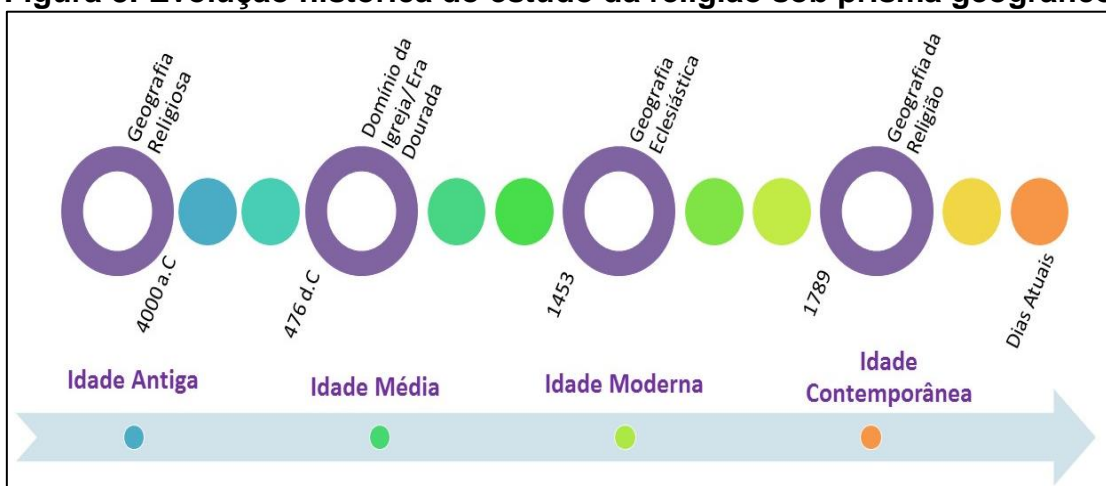 Figura 3: Evolução histórica do estudo da religião sob prisma geográfico
Geografia
Religiosa
Domínio da
Igreja/ Era
Dourada
Geografia
Eclesiástica
Geografia da
Religião
4000 a.C
476 d.C
1453
1789
Dias Atuais
Idade Antiga
Idade Média
Idade Moderna
Idade
Contemporânea